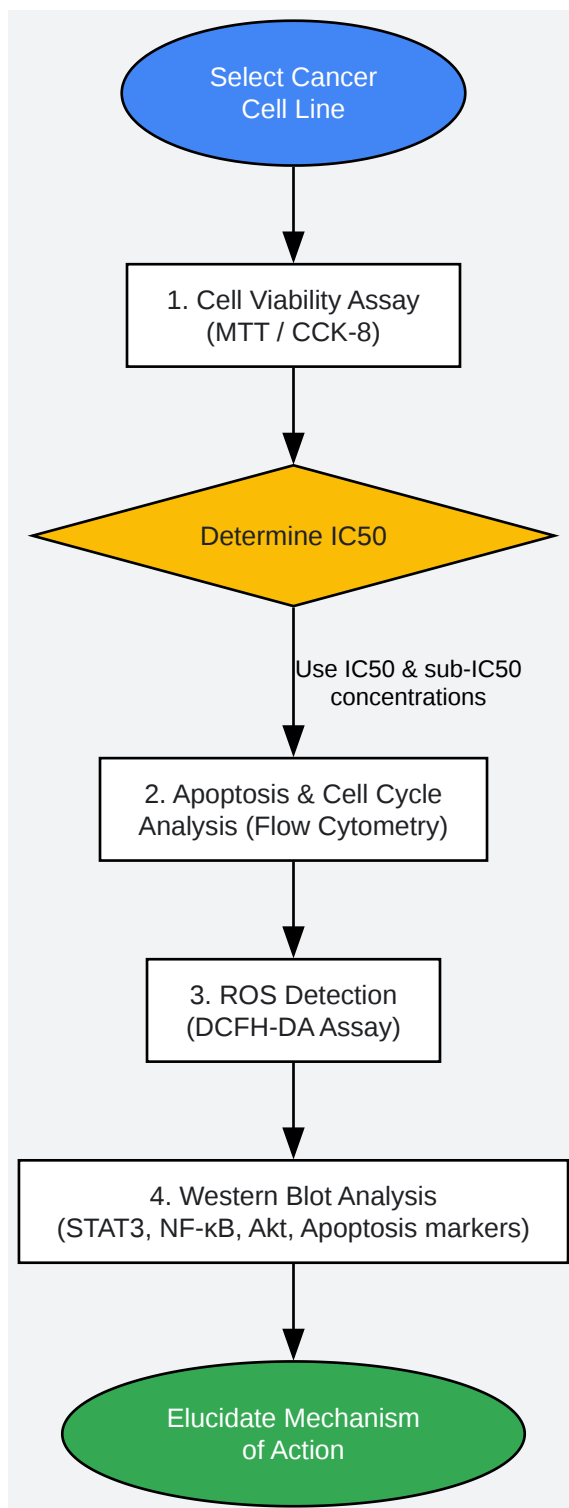 Select Cancer
Cell Line
1. Cell Viability Assay
(MTT / CCK-8)
Determine IC50
Use IC50 & sub-IC50
concentrations
2. Apoptosis & Cell Cycle
Analysis (Flow Cytometry)
3. ROS Detection
(DCFH-DA Assay)
4. Western Blot Analysis
(STAT3, NF-κB, Akt, Apoptosis markers)
Elucidate Mechanism
of Action